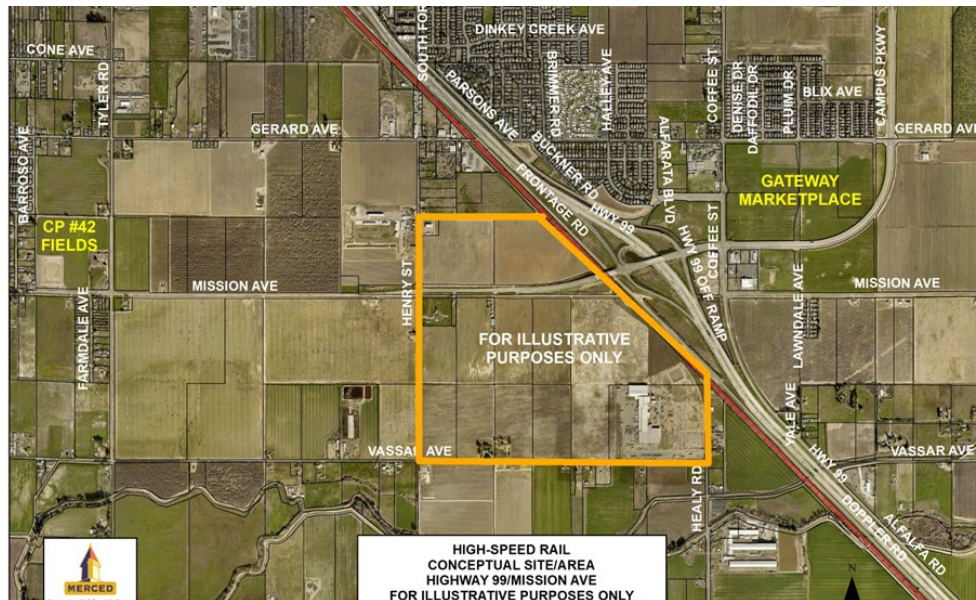 CONE AVE
TYLER RD
SOUTH FOR
DINKEY CREEK AVE
BRIMMER RD
HALEY AVE
COFFEE ST
DENISE DR
DAFFODIL DR
PLUIM DR
BLIX AVE
CAMPUS PKWY
PARSONS AVE
GERARD AVE
GERARD AVE
BARROSO AVE
BUCKNER RD
ALFARATA BLVD
FRONTAGE RD
HWY 99
GATEWAY
MARKETPLACE
CP #42
FIELDS
HWY 99 OFF RAMP
COFFEE ST
MISSION AVE
MISSION AVE
HENRY ST
FARMDALE AVE
LAWNDALE AVE
FOR ILLUSTRATIVE
PURPOSES ONLY
YALE AVE
VASSAR AVE
VASSAR AVE
HWY 99
HEALY RD
DOPPLER RD
ALFALFA RD
MERCED
HIGH-SPEED RAIL
CONCEPTUAL SITE/AREA
HIGHWAY 99/MISSION AVE
FOR ILLUSTRATIVE PURPOSES ONLY